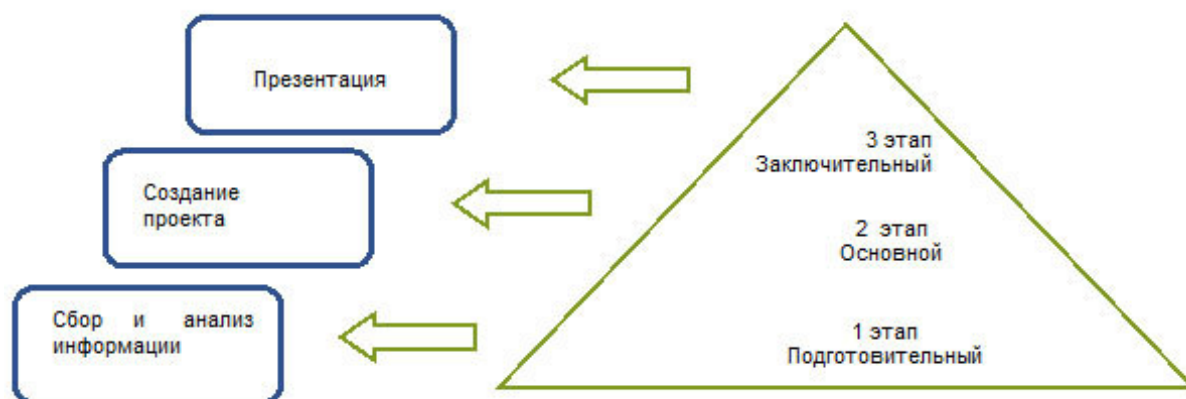 Презентация
Создание
проекта
Сбор и анализ
информации
3 этап
Заключительный
2 этап
Основной
1 этап
Подготовительный